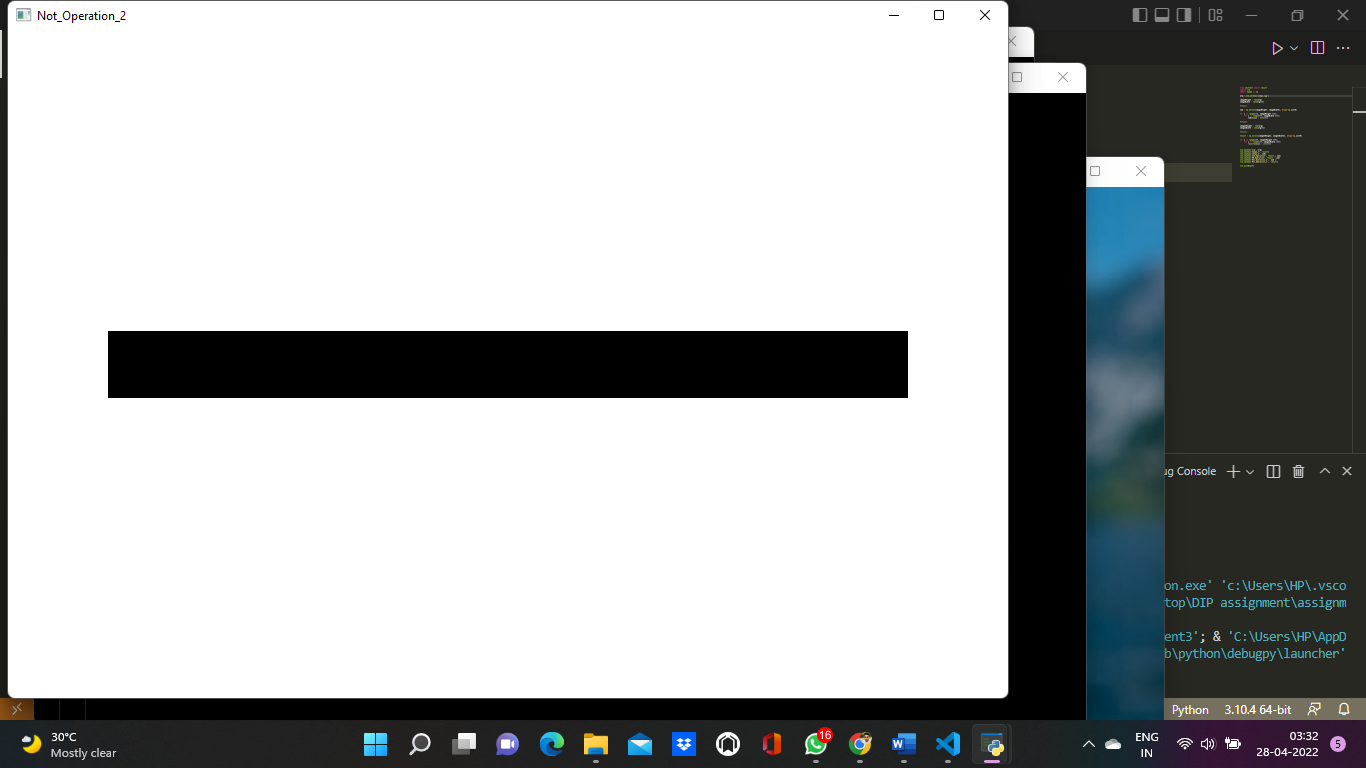 Not_Operation_2
ug Console
on.exe' 'c:\Users\HP\.vsco
top\DIP assignment\assignm
ent3'; & 'C:\Users\HP\AppD
b\python\debugpy\launcher'
Python 3.10.4 64-bit
30°C
Mostly clear
16
ENG
IN
03:32
28-04-2022
5